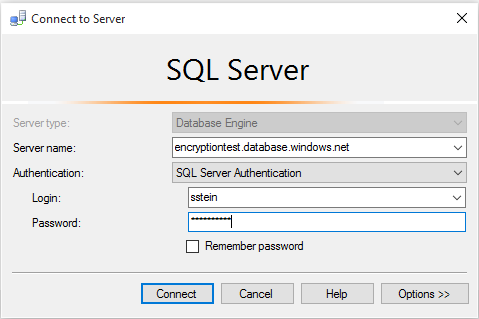 Connect to Server
SQL Server
Server type: Database Engine
Server name: encryptiontest.database.windows.net
Authentication: SQL Server Authentication
Login: sstein
Password: **********
Remember password
Connect Cancel Help Options >>